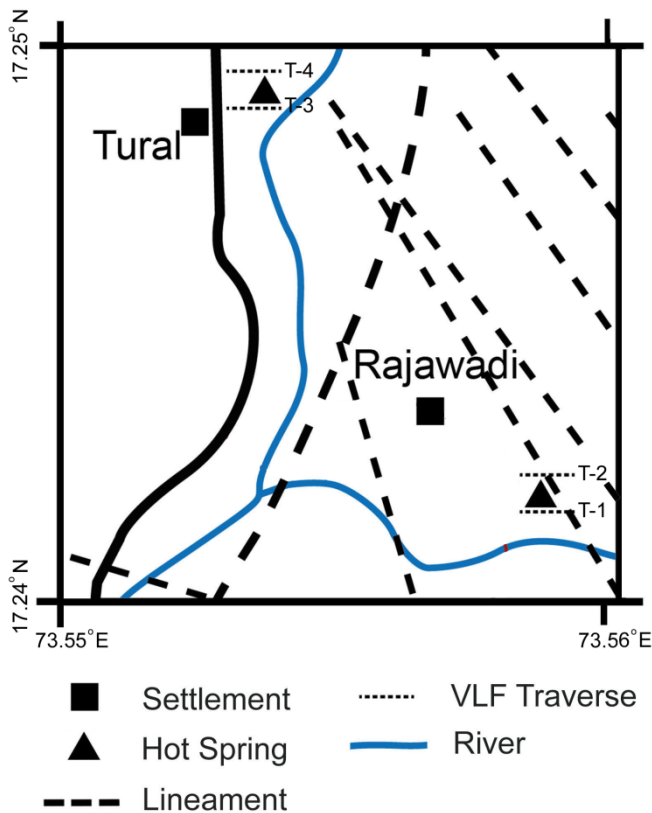 17.25°N
T-4
T-3
Tural
Rajawadi
T-2
T-1
17.24°N
73.55°E
73.56°E
Settlement
VLF Traverse
Hot Spring
River
Lineament